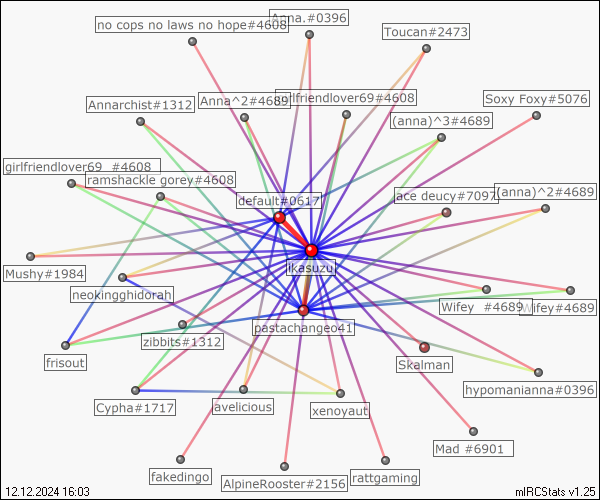 no cops no laws no hope#4608
Anna.#0396
Toucan#2473
Annarchist#1312
Anna^2#4689
girlfriendlover69#4608
Soxy Foxy#5076
(anna)^3#4689
girlfriendlover69_#4608
ramshackle gorey#4608
default#0617
ace deucy#7097
(anna)^2#4689
Mushy#1984
neokingghidorah
ikasuzu
Wifey_#4689
Wifey#4689
zibbits#1312
pastachangeo41
frisout
Skalman
hypomanianna#0396
Cypha#1717
avelicious
xenoyaut
Mad_#6901
fakedingo
AlpineRooster#2156
rattgaming
12.12.2024 16:03
mIRCStats v1.25